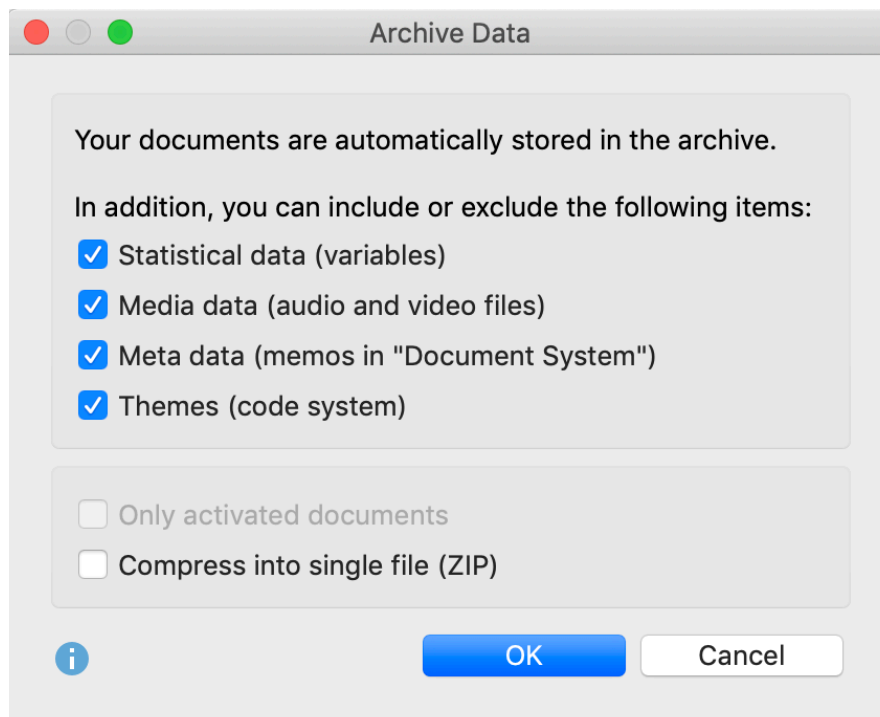 Archive Data
Your documents are automatically stored in the archive.
In addition, you can include or exclude the following items:
Statistical data (variables)
Media data (audio and video files)
Meta data (memos in "Document System")
Themes (code system)
Only activated documents
Compress into single file (ZIP)
OK
Cancel